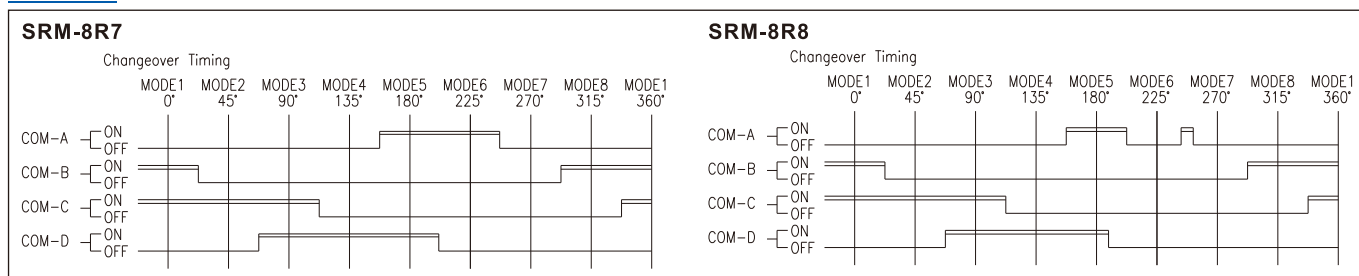 SRM-8R7
Changeover Timing
MODE1 MODE2 MODE3 MODE4 MODE5 MODE6 MODE7 MODE8 MODE1
0° 45° 90° 135° 180° 225° 270° 315° 360°
COM-A ON
OFF
COM-B ON
OFF
COM-C ON
OFF
COM-D ON
OFF
SRM-8R8
Changeover Timing
MODE1 MODE2 MODE3 MODE4 MODE5 MODE6 MODE7 MODE8 MODE1
0° 45° 90° 135° 180° 225° 270° 315° 360°
COM-A ON
OFF
COM-B ON
OFF
COM-C ON
OFF
COM-D ON
OFF